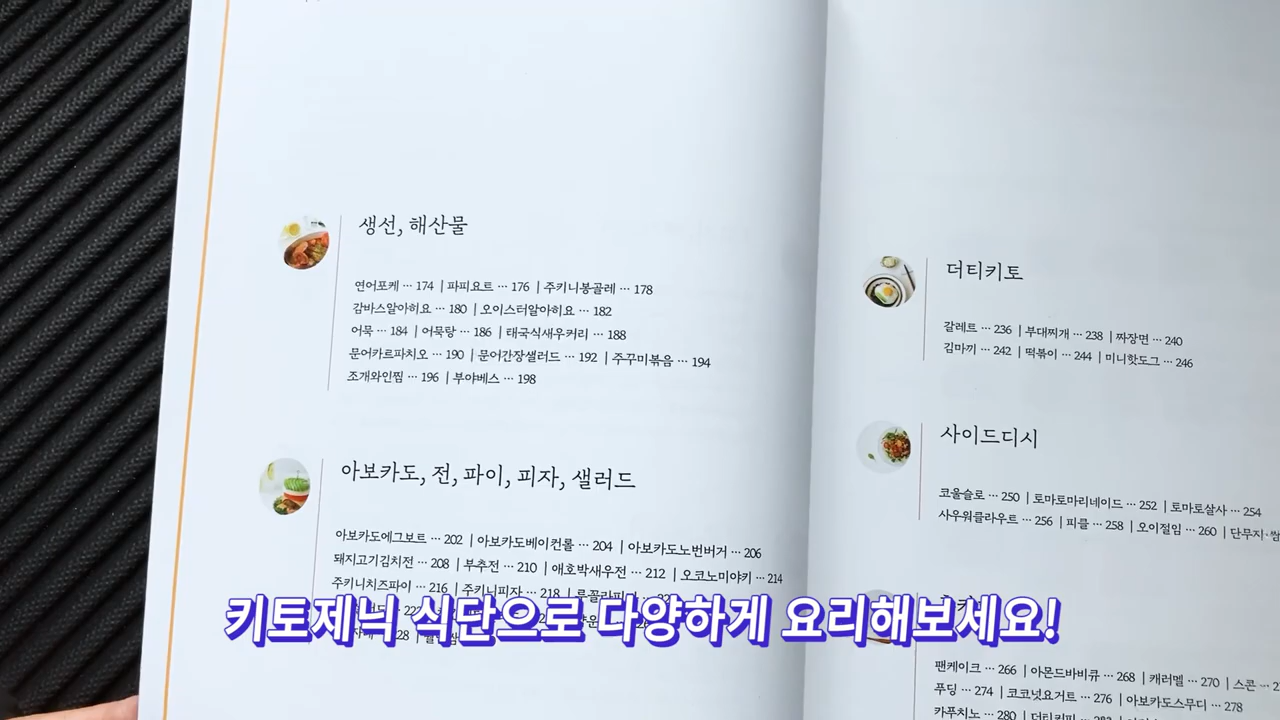 생선, 해산물
연어포케 ··· 174 | 파피요트 ··· 176 | 주키니봉골레 ··· 178
감바스알아히요 ··· 180 | 오이스터알아히요 ··· 182
어묵 ··· 184 | 어묵탕 ··· 186 | 태국식새우커리 ··· 188
문어카르파치오 ··· 190 | 문어간장샐러드 ··· 192 | 주꾸미볶음 ··· 194
조개와인찜 ··· 196 | 부야베스 ··· 198
아보카도, 전, 파이, 피자, 샐러드
아보카도에그보트 ··· 202 | 아보카도베이컨롤 ··· 204 | 아보카도노번버거 ··· 206
돼지고기김치전 ··· 208 | 부추전 ··· 210 | 애호박새우전 ··· 212 | 오코노미야키 ··· 214
주키니치즈파이 ··· 216 | 주키니피자 ··· 218
더티키토
갈레트 ··· 236 | 부대찌개 ··· 238 | 짜장면 ··· 240
김마끼 ··· 242 | 떡볶이 ··· 244 | 미니핫도그 ··· 246
사이드디시
코울슬로 ··· 250 | 토마토마리네이드 ··· 252 | 토마토살사 ··· 254
사우워클라우트 ··· 256 | 피클 ··· 258 | 오이절임 ··· 260 | 단무지·쌈
팬케이크 ··· 266 | 아몬드바비큐 ··· 268 | 캐러멜 ··· 270 | 스콘
푸딩 ··· 274 | 코코넛요거트 ··· 276 | 아보카도스무디 ··· 278
카푸치노 ··· 280 | 더티커피
키토제닉 식단으로 다양하게 요리해보세요!